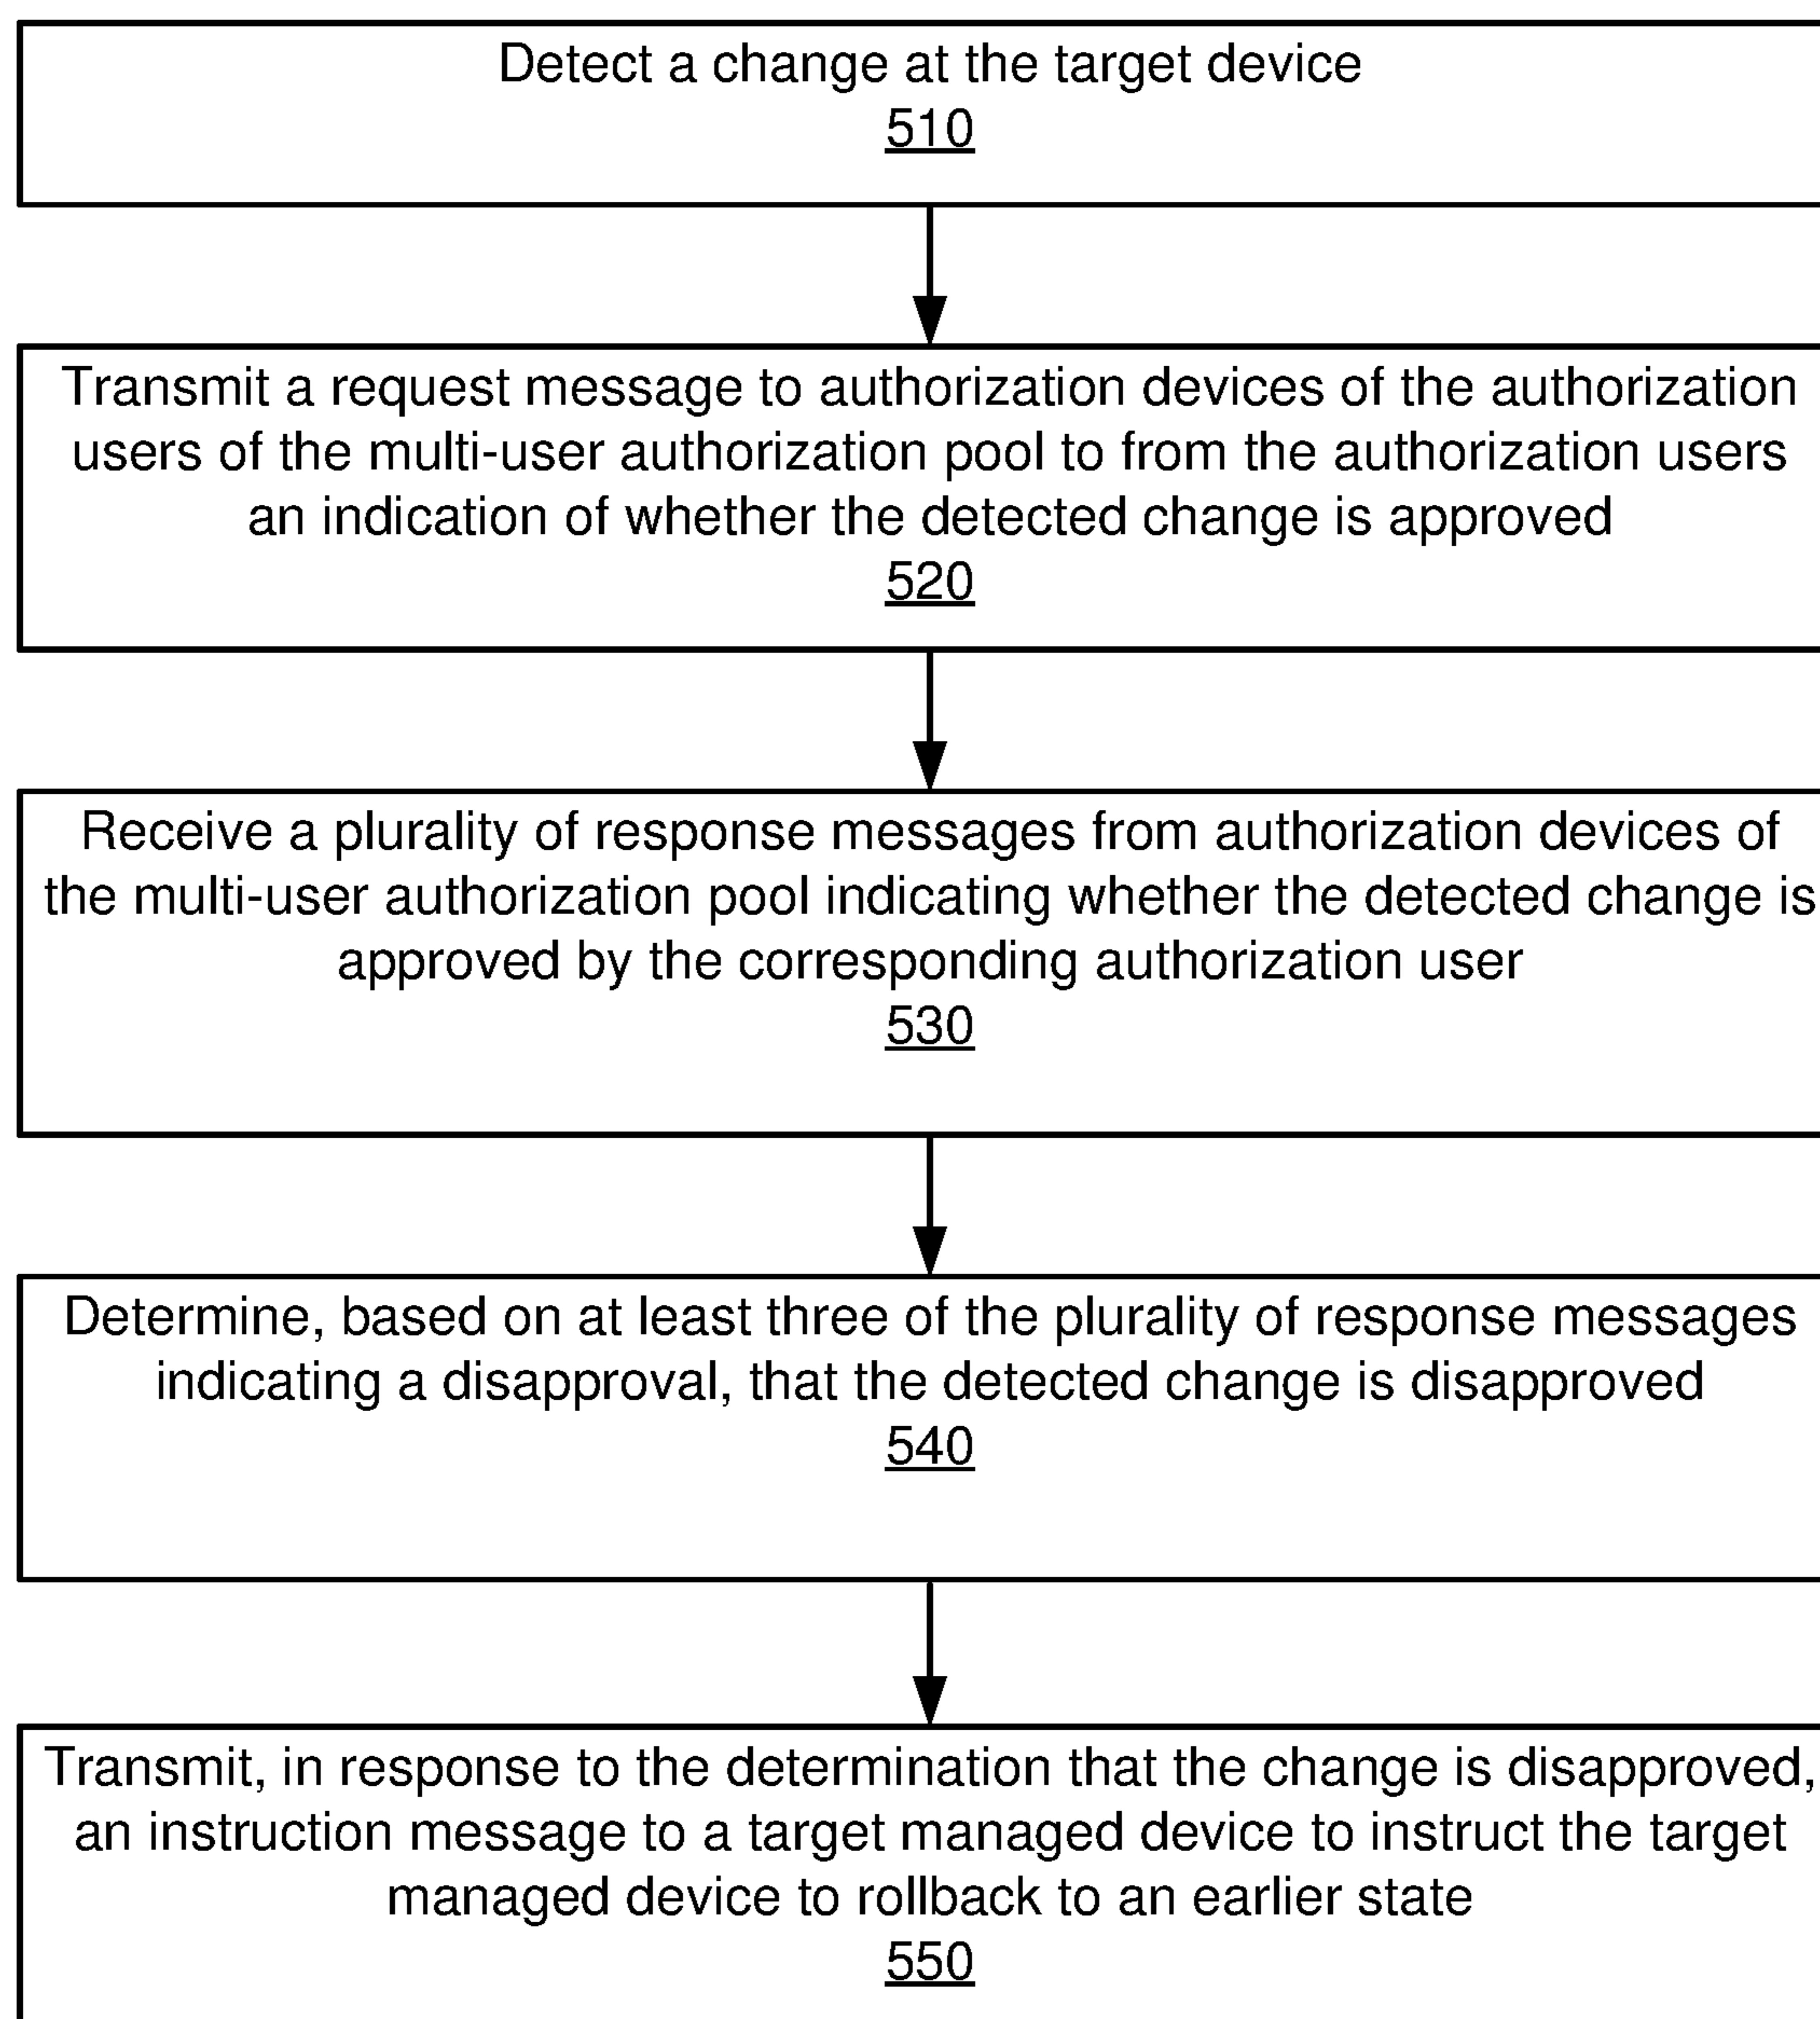 Detect a change at the target device
510
Transmit a request message to authorization devices of the authorization
users of the multi-user authorization pool to from the authorization users
an indication of whether the detected change is approved
520
Receive a plurality of response messages from authorization devices of
the multi-user authorization pool indicating whether the detected change is
approved by the corresponding authorization user
530
Determine, based on at least three of the plurality of response messages
indicating a disapproval, that the detected change is disapproved
540
Transmit, in response to the determination that the change is disapproved,
an instruction message to a target managed device to instruct the target
managed device to rollback to an earlier state
550